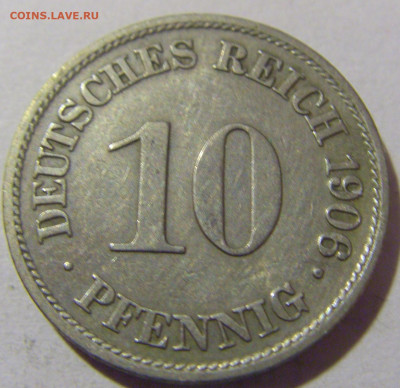 COINS.LAVE.RU
DEUTSCHES REICH 1906
10
PFENNIG